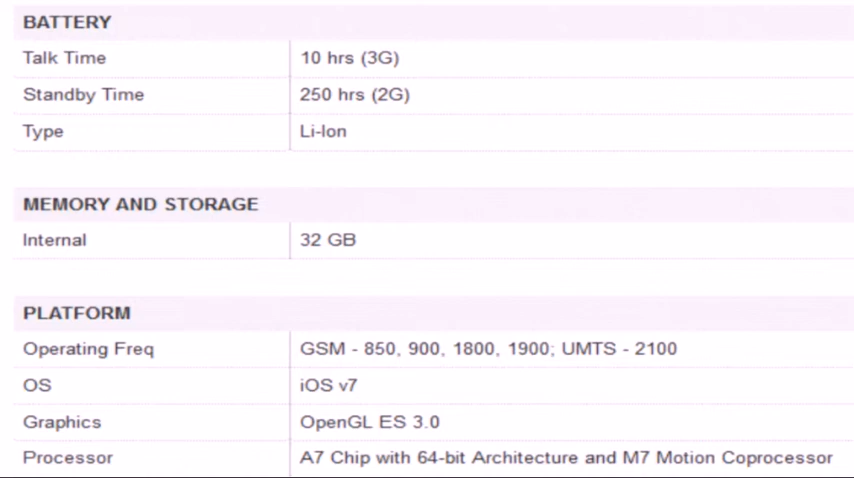 BATTERY
Talk Time 10 hrs (3G)
Standby Time 250 hrs (2G)
Type Li-Ion
MEMORY AND STORAGE
Internal 32 GB
PLATFORM
Operating Freq GSM - 850, 900, 1800, 1900; UMTS - 2100
OS iOS v7
Graphics OpenGL ES 3.0
Processor A7 Chip with 64-bit Architecture and M7 Motion Coprocessor